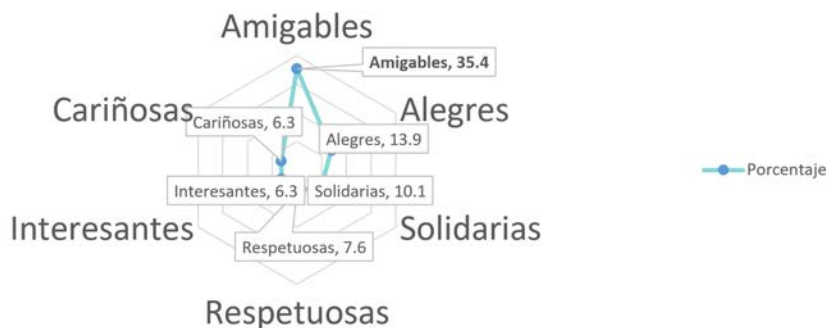 Amigables
Amigables, 35.4
Cariñosas
Alegres
Cariñosas, 6.3
Alegres, 13.9
Porcentaje
Interesantes, 6.3
Solidarias, 10.1
Interesantes
Solidarias
Respetuosas, 7.6
Respetuosas